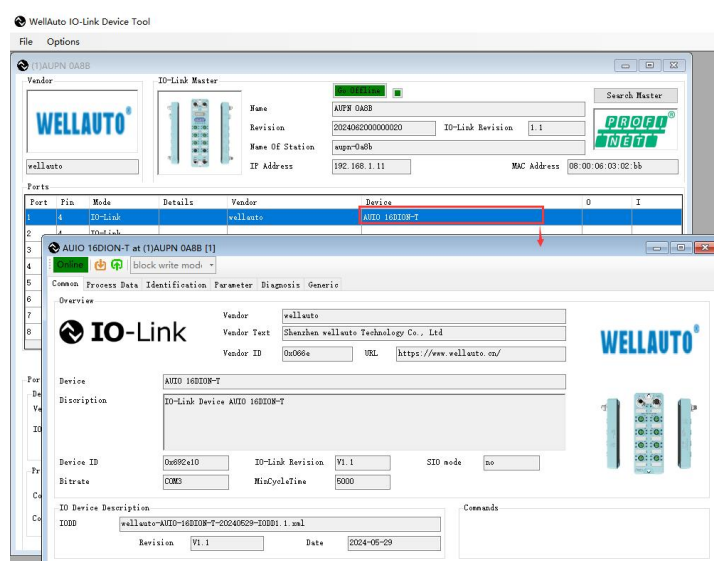 WellAuto IO-Link Device Tool
File Options
(1)AUPN 0A8B
Vendor
IO-Link Master
WELLAUTO®
wellauto
Go Offline
Search Master
Name AUPN 0A8B
Revision 2024062000000020 IO-Link Revision 1.1
Name Of Station aupn-0a8b
IP Address 192.168.1.11 MAC Address 08:00:06:03:02:bb
PROFI NET®
Ports
Port Pin Mode Details Vendor Device O I
1 4 IO-Link wellauto AUIO 16DION-T
2 4 IO-Link
3
4
5
6
7
8
AUIO 16DION-T at (1)AUPN 0A8B [1]
Online block write mod
Common Process Data Identification Parameter Diagnosis Generic
Overview
IO-Link
Vendor wellauto
Vendor Text Shenzhen wellauto Technology Co., Ltd
Vendor ID 0x066e URL https://www.wellauto.cn/
WELLAUTO®
Device AUIO 16DION-T
Discription IO-Link Device AUIO 16DION-T
Device ID 0x692e10 IO-Link Revision V1.1 SIO mode no
Bitrate COM3 MinCycleTime 5000
IO Device Description
Commands
IODD wellauto-AUIO-16DION-T-20240529-IODD1.1.xml
Revision V1.1 Date 2024-05-29
Por
De
Ve
IO
Pr
Co
Co